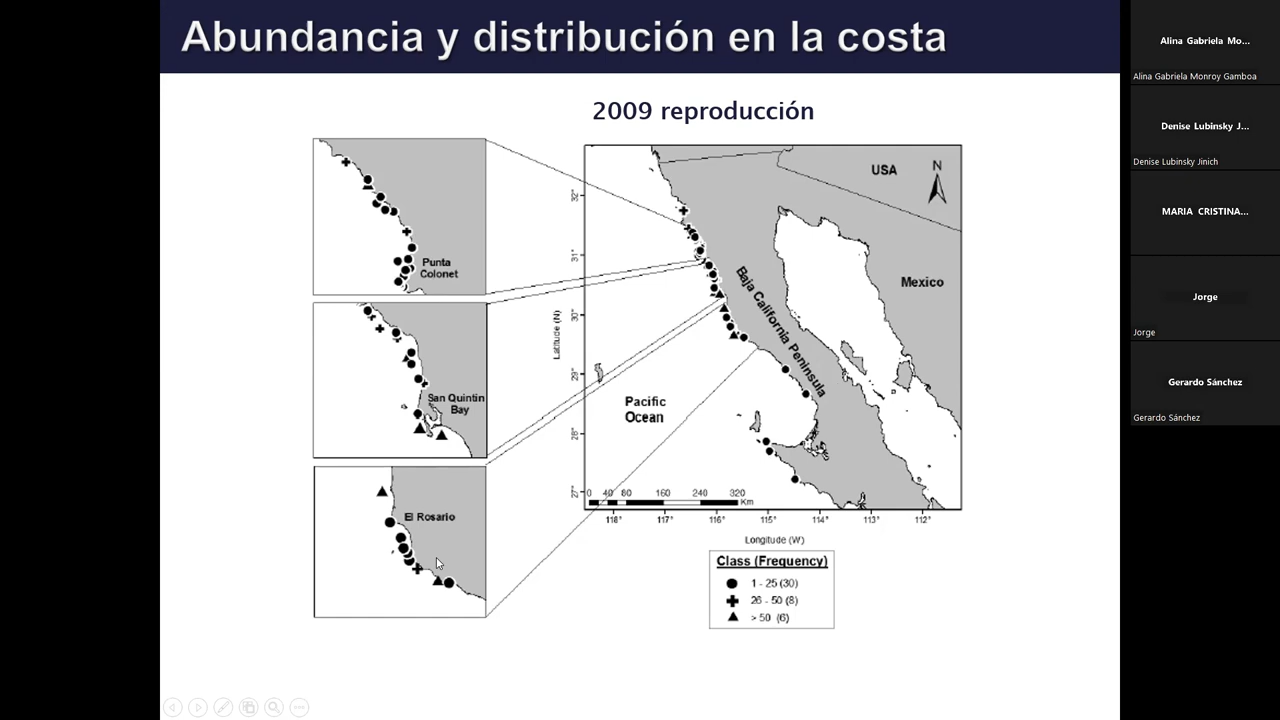 Abundancia y distribución en la costa
2009 reproducción
Punta
Colonet
San Quintin
Bay
El Rosario
USA
N
Mexico
Baja California Peninsula
Pacific
Ocean
Latitude (N)
32°
31°
30°
29°
28°
27°
0 40 80 160 240 320
Km
118° 117° 116° 115° 114° 113° 112°
Longitude (W)
Class (Frequency)
1 - 25 (30)
26 - 50 (8)
> 50 (6)
Alina Gabriela Mo...
Alina Gabriela Monroy Gamboa
Denise Lubinsky J...
Denise Lubinsky Jinich
MARIA CRISTINA...
Jorge
Jorge
Gerardo Sánchez
Gerardo Sánchez